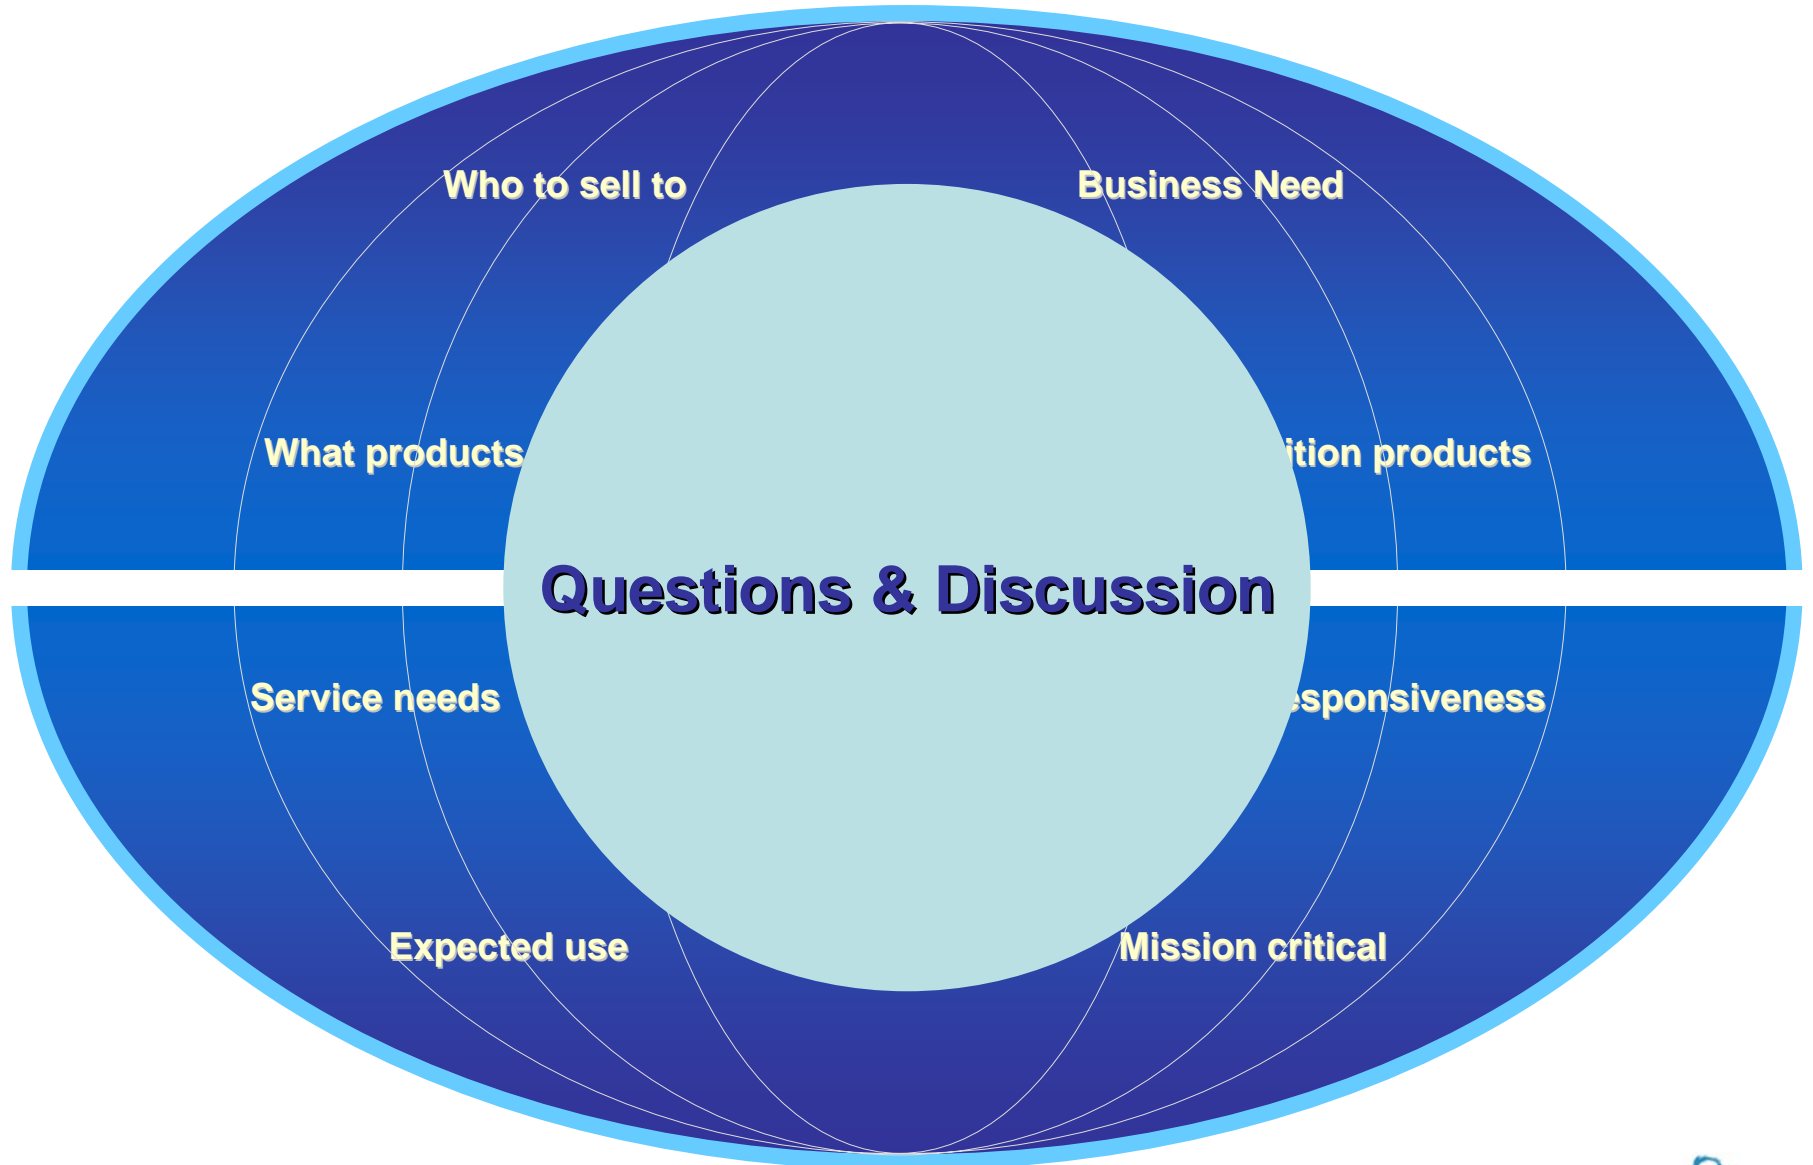 Who to sell to
Business Need
What products
ition products
Questions & Discussion
Service needs
esponsiveness
Expected use
Mission critical